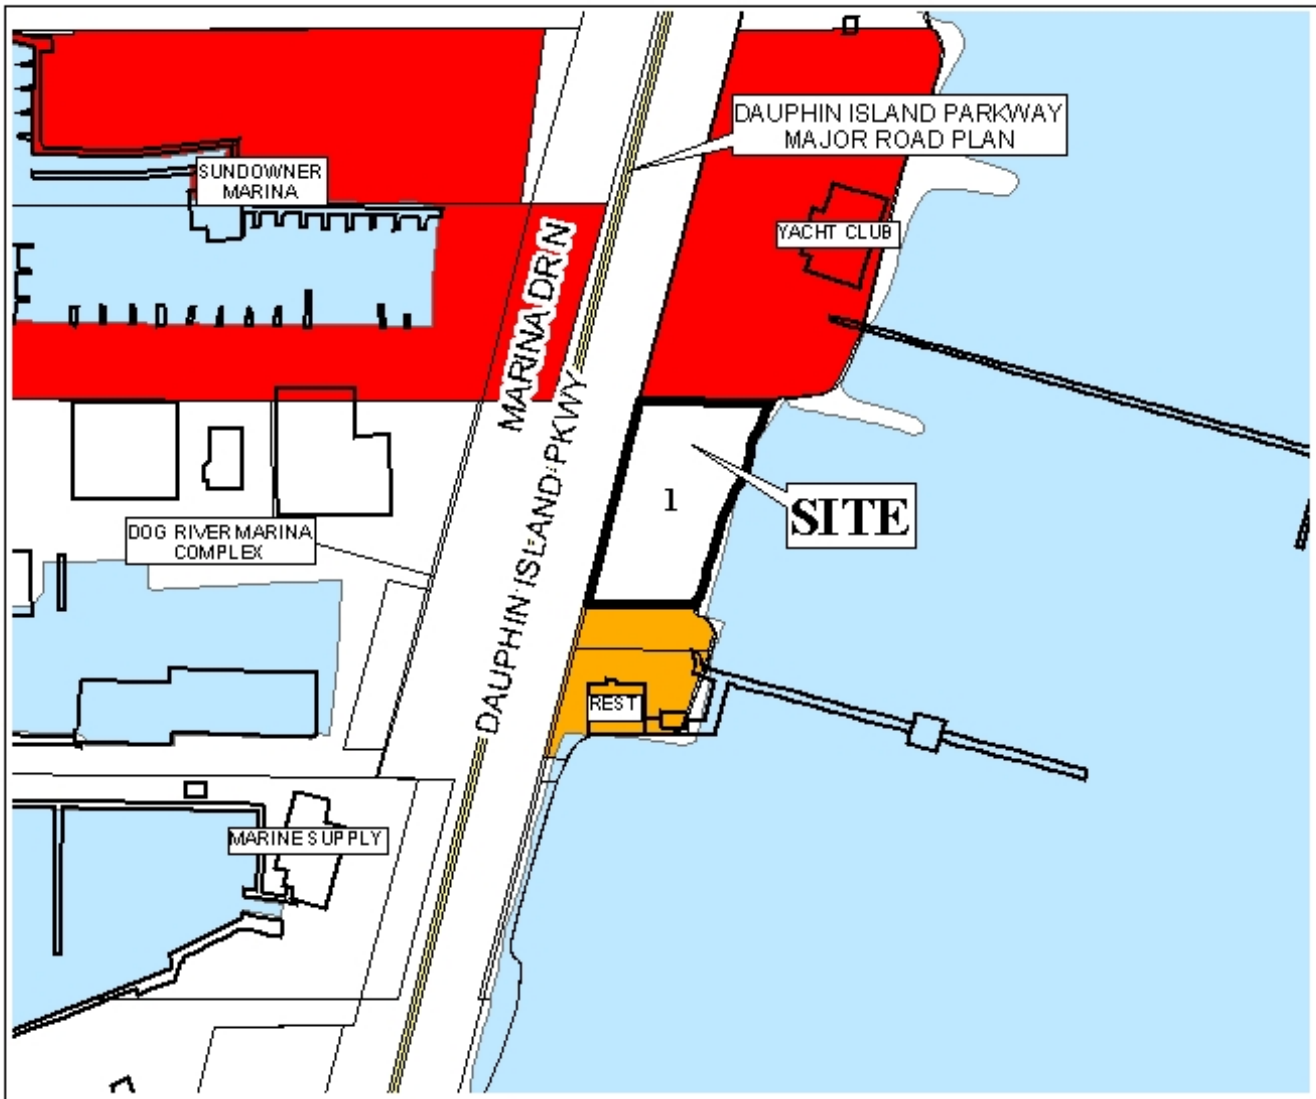 DAUPHIN ISLAND PARKWAY
MAJOR ROAD PLAN
SUNDOWNER
MARINA
YACHT CLUB
MARINA DR N
DAUPHIN ISLAND PKWY
1
SITE
DOG RIVER MARINA
COMPLEX
REST
MARINE SUPPLY